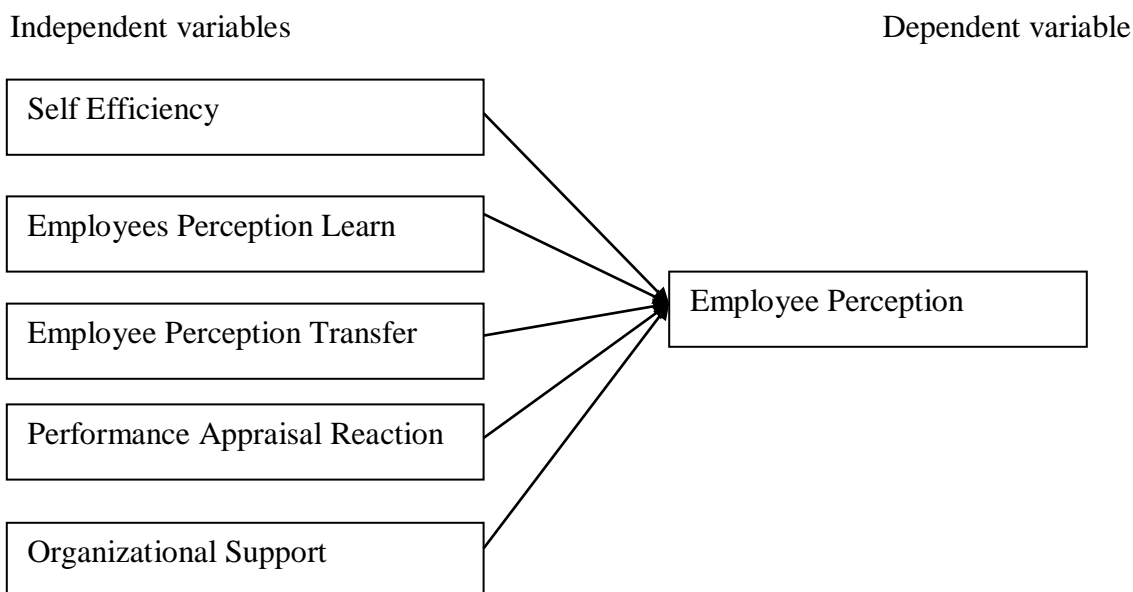 Independent variables
Dependent variable
Self Efficiency
Employees Perception Learn
Employee Perception Transfer
Performance Appraisal Reaction
Organizational Support
Employee Perception